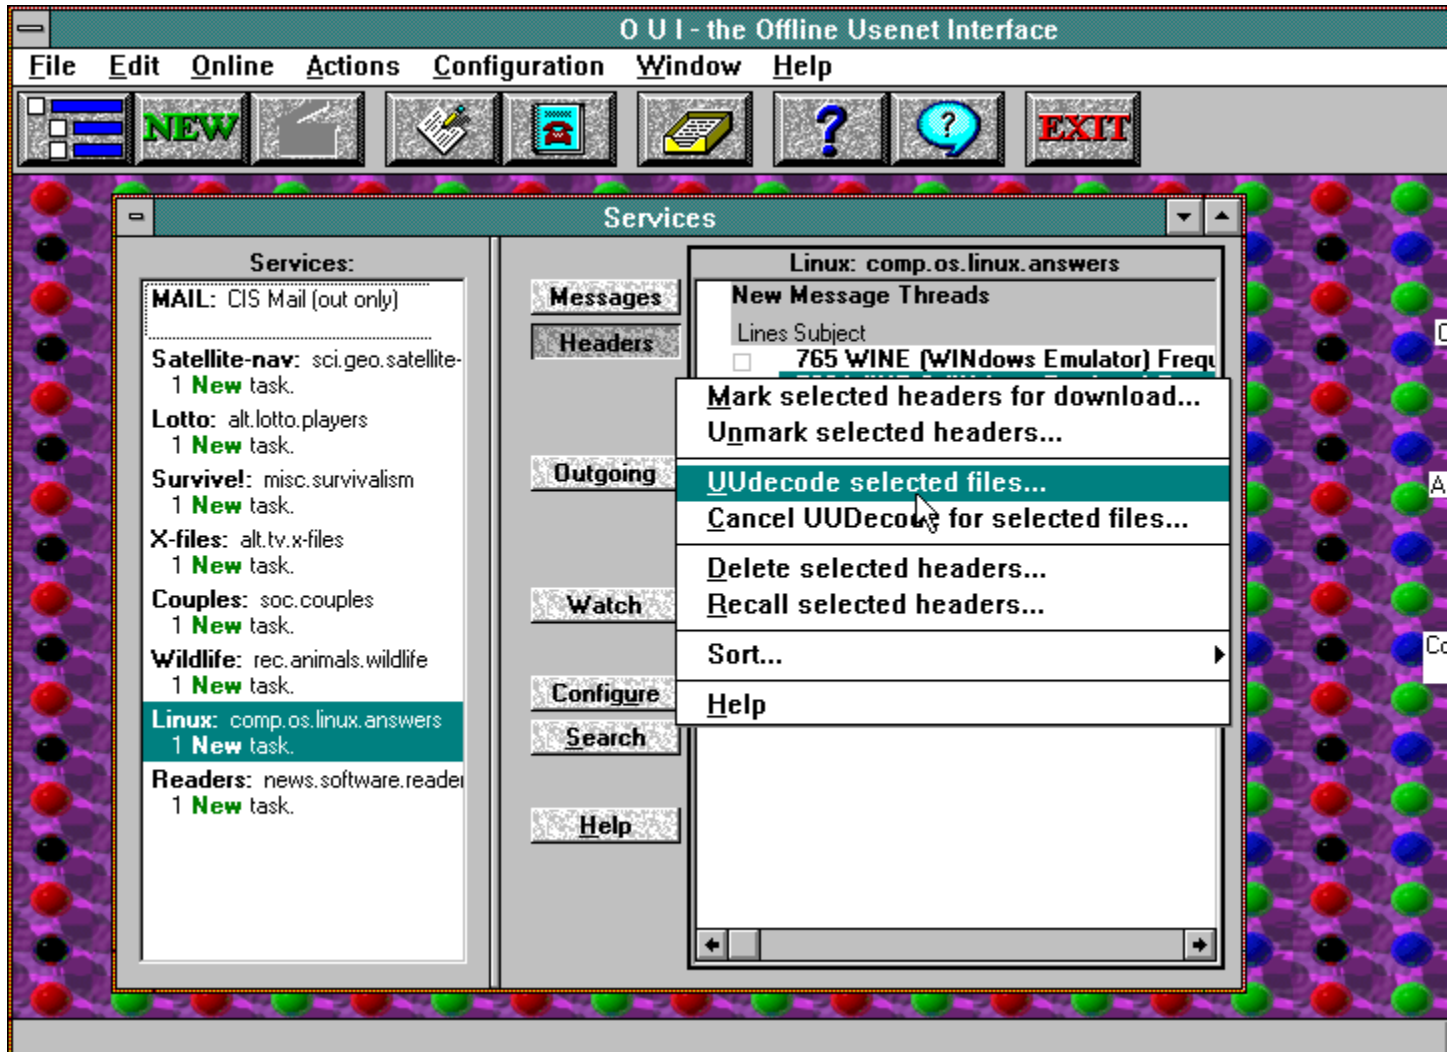 O U I - the Offline Usenet Interface
File Edit Online Actions Configuration Window Help
NEW ? ? EXIT
Services
Services:
MAIL: CIS Mail (out only)
Satellite-nav: sci.geo.satellite-
1 New task.
Lotto: alt.lotto.players
1 New task.
Survive!: misc.survivalism
1 New task.
X-files: alt.tv.x-files
1 New task.
Couples: soc.couples
1 New task.
Wildlife: rec.animals.wildlife
1 New task.
Linux: comp.os.linux.answers
1 New task.
Readers: news.software.reader
1 New task.
Messages
Headers
Outgoing
Watch
Configure
Search
Help
Linux: comp.os.linux.answers
New Message Threads
Lines Subject
765 WINE (WINdows Emulator) Frequ
Mark selected headers for download...
Unmark selected headers...
UUdecode selected files...
Cancel UUDecode for selected files...
Delete selected headers...
Recall selected headers...
Sort...
Help
A
Co